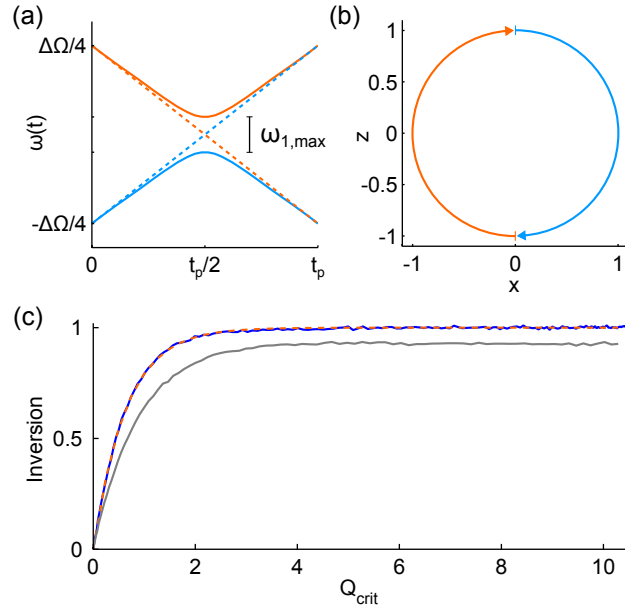 (a)
ΔΩ/4
ω(t)
ω1,max
-ΔΩ/4
0
tp/2
tp
(b)
1
0.5
0
-0.5
-1
z
-1
0
1
x
(c)
1
0.5
0
Inversion
0
2
4
6
8
10
Qcrit